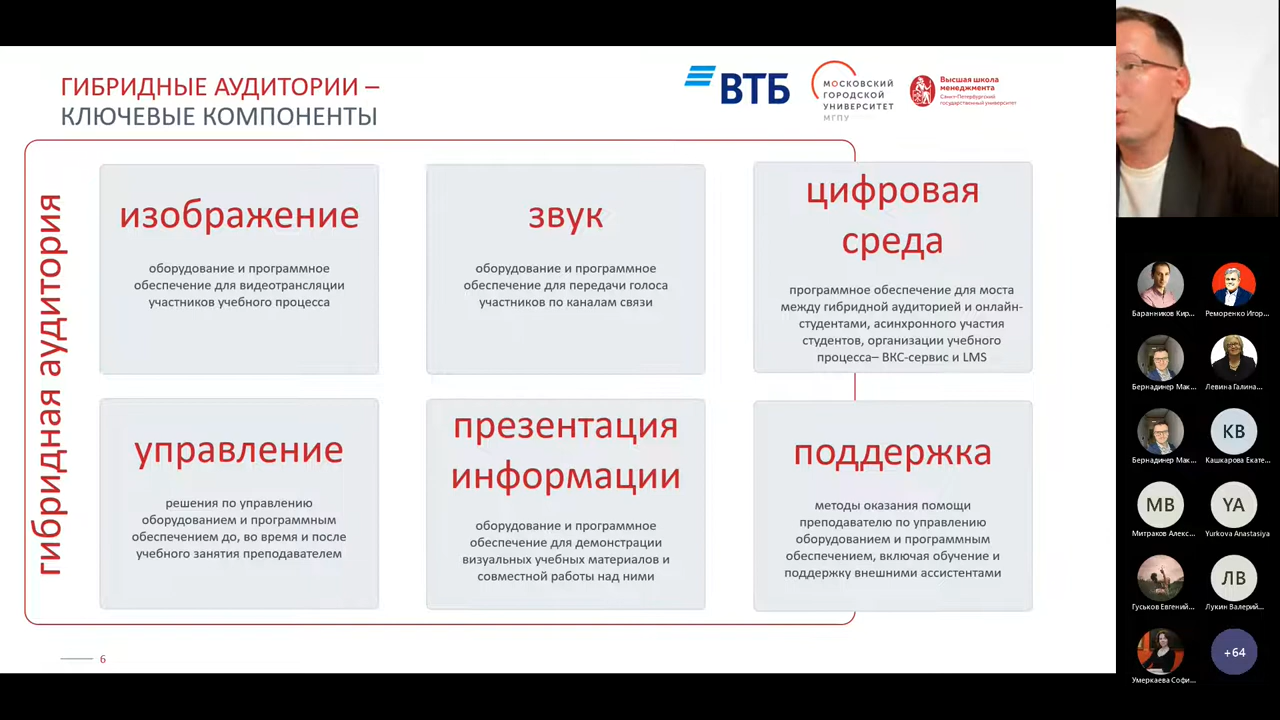 ГИБРИДНЫЕ АУДИТОРИИ –
КЛЮЧЕВЫЕ КОМПОНЕНТЫ
ВТБ
МОСКОВСКИЙ
ГОРОДСКОЙ
УНИВЕРСИТЕТ
МГПУ
Высшая школа
менеджмента
Санкт-Петербургский
государственный университет
гибридная аудитория
изображение
оборудование и программное
обеспечение для видеотрансляции
участников учебного процесса
звук
оборудование и программное
обеспечение для передачи голоса
участников по каналам связи
цифровая
среда
программное обеспечение для моста
между гибридной аудиторией и онлайн-
студентами, асинхронного участия
студентов, организации учебного
процесса– ВКС-сервис и LMS
управление
решения по управлению
оборудованием и программным
обеспечением до, во время и после
учебного занятия преподавателем
презентация
информации
оборудование и программное
обеспечение для демонстрации
визуальных учебных материалов и
совместной работы над ними
поддержка
методы оказания помощи
преподавателю по управлению
оборудованием и программным
обеспечением, включая обучение и
поддержку внешними ассистентами
6
Баранников Кир...
Реморенко Игор...
Бернадинер Мак...
Левина Галина...
Бернадинер Мак...
КВ
Кашкарова Екате...
МВ
Митраков Алекс...
YA
Yurkova Anastasiya
Гуськов Евгений...
ЛВ
Лукин Валерий...
Умеркаева Софи...
+64